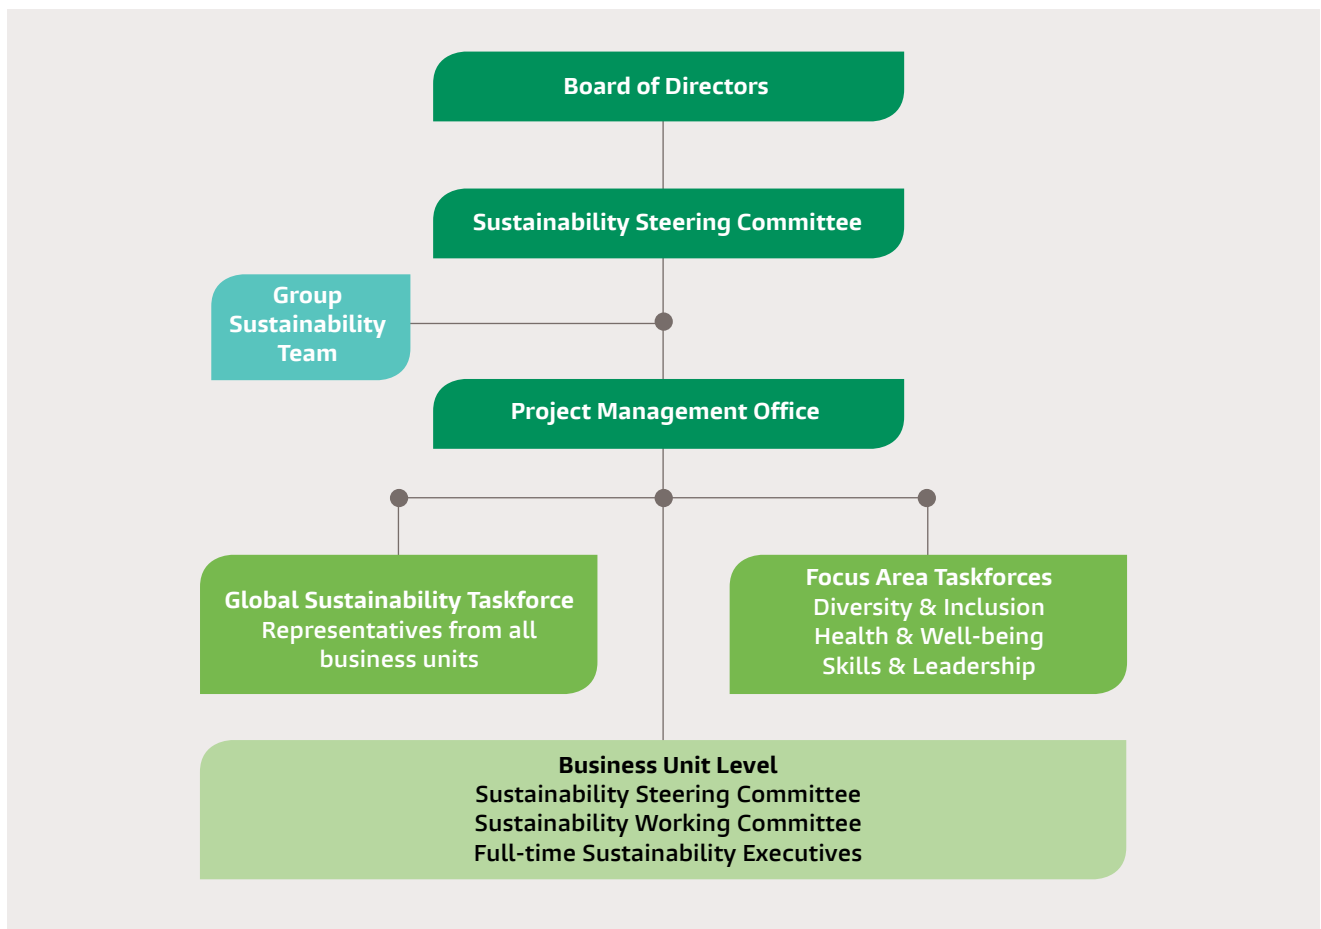 Board of Directors
Sustainability Steering Committee
Group
Sustainability
Team
Project Management Office
Global Sustainability Taskforce
Representatives from all
business units
Focus Area Taskforces
Diversity & Inclusion
Health & Well-being
Skills & Leadership
Business Unit Level
Sustainability Steering Committee
Sustainability Working Committee
Full-time Sustainability Executives